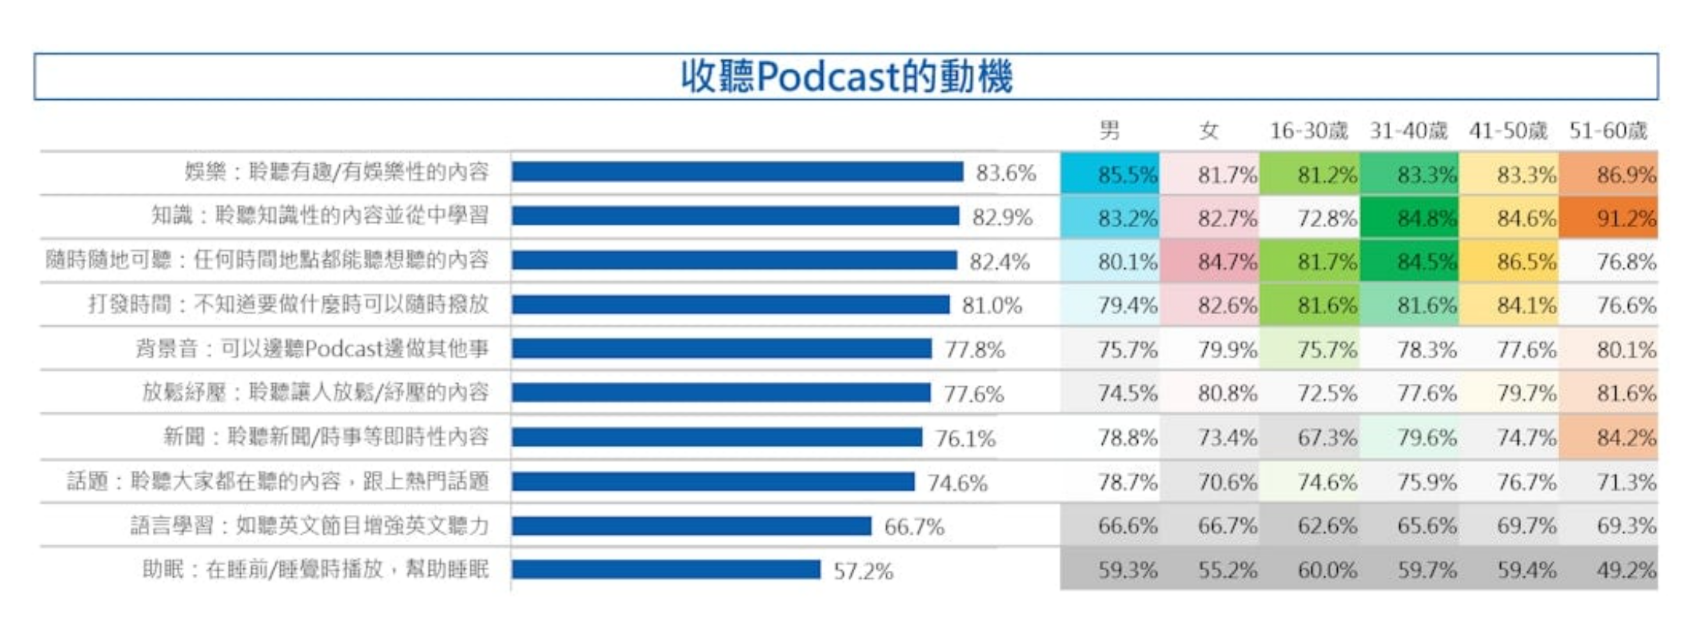 收聽Podcast的動機
男 女 16-30歲 31-40歲 41-50歲 51-60歲
娛樂：聆聽有趣/有娛樂性的內容 83.6% 85.5% 81.7% 81.2% 83.3% 83.3% 86.9%
知識：聆聽知識性的內容並從中學習 82.9% 83.2% 82.7% 72.8% 84.8% 84.6% 91.2%
隨時隨地可聽：任何時間地點都能聽想聽的內容 82.4% 80.1% 84.7% 81.7% 84.5% 86.5% 76.8%
打發時間：不知道要做什麼時可以隨時撥放 81.0% 79.4% 82.6% 81.6% 81.6% 84.1% 76.6%
背景音：可以邊聽Podcast邊做其他事 77.8% 75.7% 79.9% 75.7% 78.3% 77.6% 80.1%
放鬆紓壓：聆聽讓人放鬆/紓壓的內容 77.6% 74.5% 80.8% 72.5% 77.6% 79.7% 81.6%
新聞：聆聽新聞/時事等即時性內容 76.1% 78.8% 73.4% 67.3% 79.6% 74.7% 84.2%
話題：聆聽大家都在聽的內容，跟上熱門話題 74.6% 78.7% 70.6% 74.6% 75.9% 76.7% 71.3%
語言學習：如聽英文節目增強英文聽力 66.7% 66.6% 66.7% 62.6% 65.6% 69.7% 69.3%
助眠：在睡前/睡覺時播放，幫助睡眠 57.2% 59.3% 55.2% 60.0% 59.7% 59.4% 49.2%